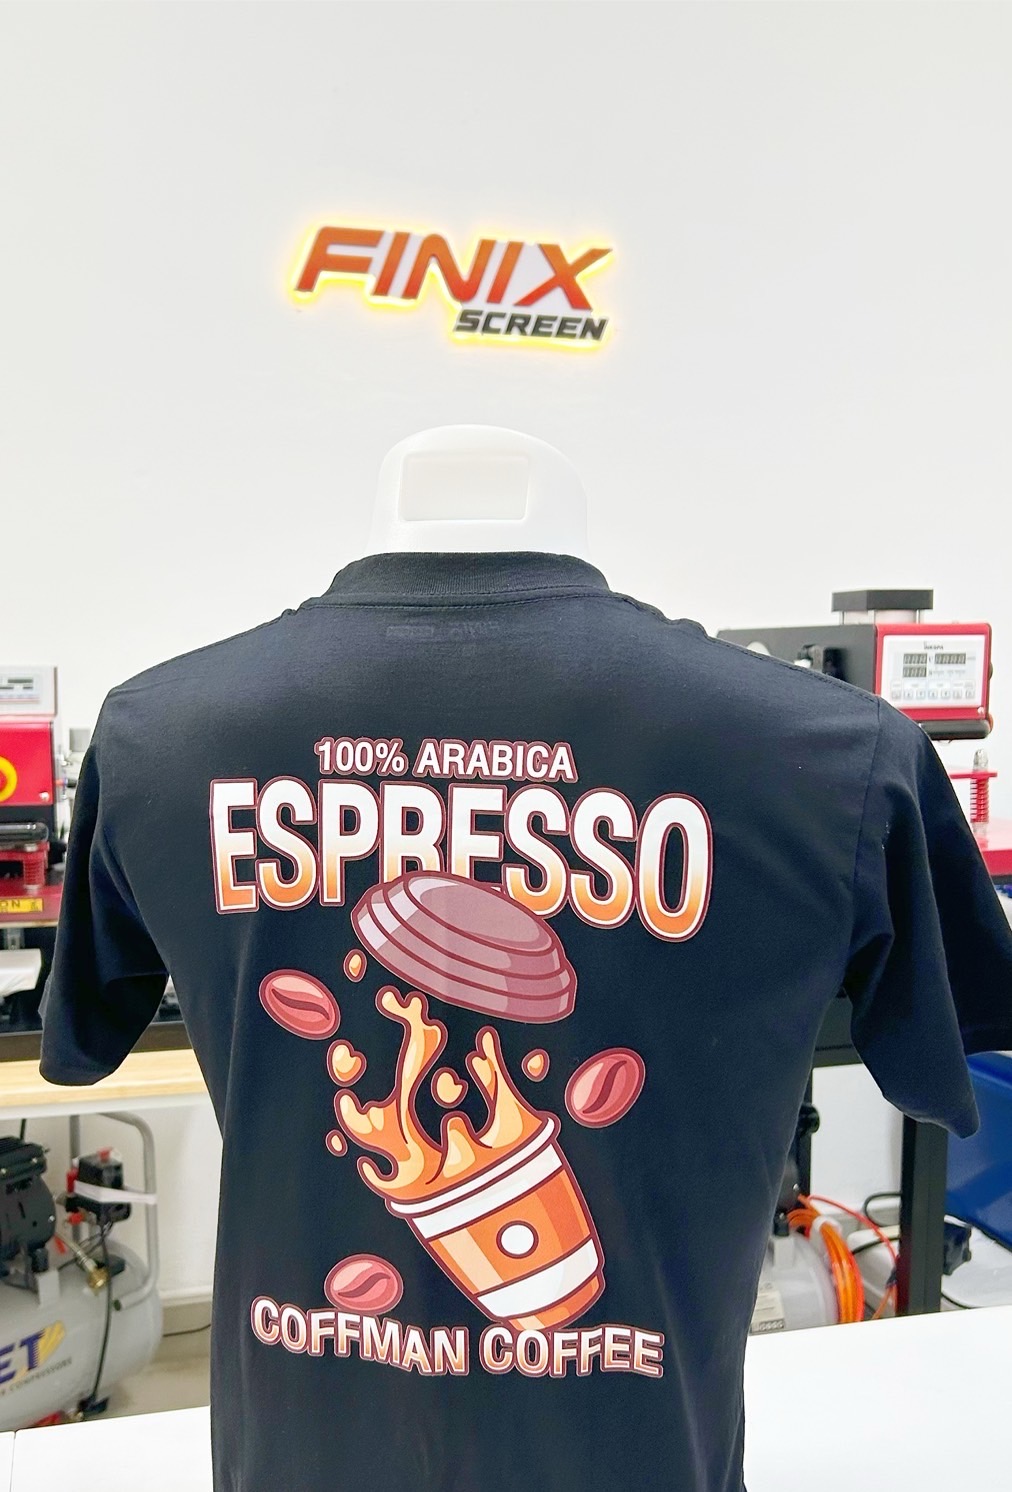 FINIX
SCREEN
100% ARABICA
ESPRESSO
COFFMAN COFFEE